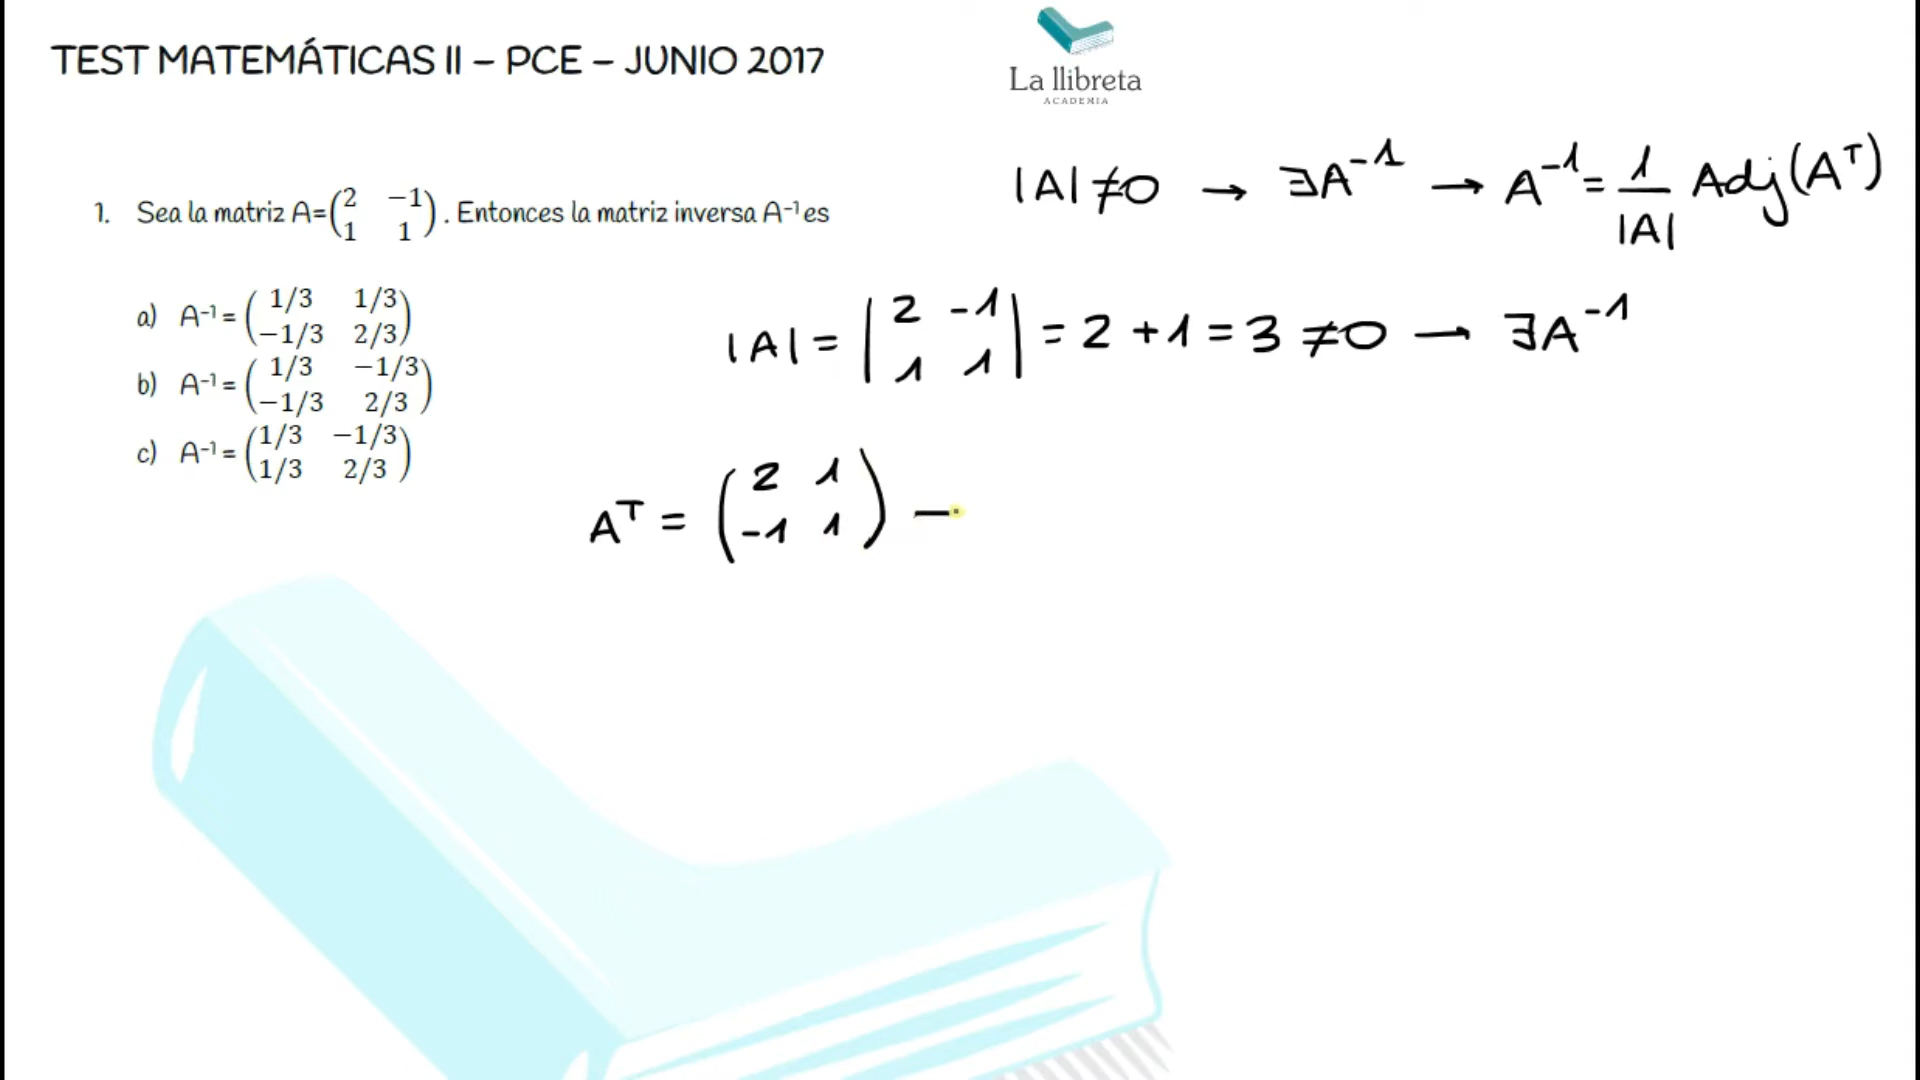 TEST MATEMÁTICAS II – PCE – JUNIO 2017
La llibreta
ACADEMIA
|A| ≠ 0 → ∃A⁻¹ → A⁻¹ = 1/|A| Adj(Aᵀ)
1. Sea la matriz A=(2 −1; 1 1). Entonces la matriz inversa A⁻¹ es
a) A⁻¹ = (1/3 1/3; −1/3 2/3)
b) A⁻¹ = (1/3 −1/3; −1/3 2/3)
c) A⁻¹ = (1/3 −1/3; 1/3 2/3)
|A| = |2 -1; 1 1| = 2 + 1 = 3 ≠ 0 → ∃A⁻¹
Aᵀ = (2 1; -1 1) –